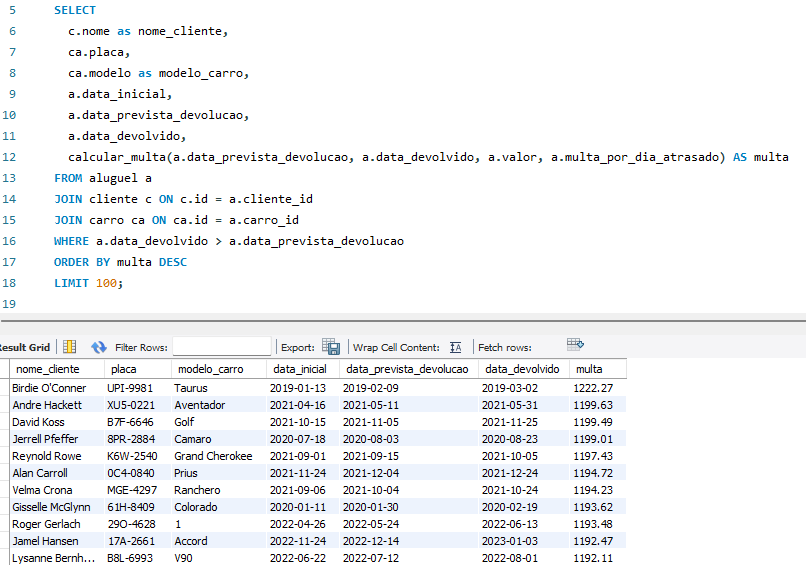 5 SELECT
6 c.nome as nome_cliente,
7 ca.placa,
8 ca.modelo as modelo_carro,
9 a.data_inicial,
10 a.data_prevista_devolucao,
11 a.data_devolvido,
12 calcular_multa(a.data_prevista_devolucao, a.data_devolvido, a.valor, a.multa_por_dia_atrasado) AS multa
13 FROM aluguel a
14 JOIN cliente c ON c.id = a.cliente_id
15 JOIN carro ca ON ca.id = a.carro_id
16 WHERE a.data_devolvido > a.data_prevista_devolucao
17 ORDER BY multa DESC
18 LIMIT 100;
19
esult Grid Filter Rows: Export: Wrap Cell Content: IA Fetch rows:
nome_cliente placa modelo_carro data_inicial data_prevista_devolucao data_devolvido multa
Birdie O'Conner UPI-9981 Taurus 2019-01-13 2019-02-09 2019-03-02 1222.27
Andre Hackett XU5-0221 Aventador 2021-04-16 2021-05-11 2021-05-31 1199.63
David Koss B7F-6646 Golf 2021-10-15 2021-11-05 2021-11-25 1199.49
Jerrell Pfeffer 8PR-2884 Camaro 2020-07-18 2020-08-03 2020-08-23 1199.01
Reynold Rowe K6W-2540 Grand Cherokee 2021-09-01 2021-09-15 2021-10-05 1197.43
Alan Carroll 0C4-0840 Prius 2021-11-24 2021-12-04 2021-12-24 1194.72
Velma Crona MGE-4297 Ranchero 2021-09-06 2021-10-04 2021-10-24 1194.23
Gisselle McGlynn 61H-8409 Colorado 2020-01-11 2020-01-30 2020-02-19 1193.62
Roger Gerlach 29O-4628 1 2022-04-26 2022-05-24 2022-06-13 1193.48
Jamel Hansen 17A-2661 Accord 2022-11-24 2022-12-14 2023-01-03 1192.47
Lysanne Bernh... B8L-6993 V90 2022-06-22 2022-07-12 2022-08-01 1192.11